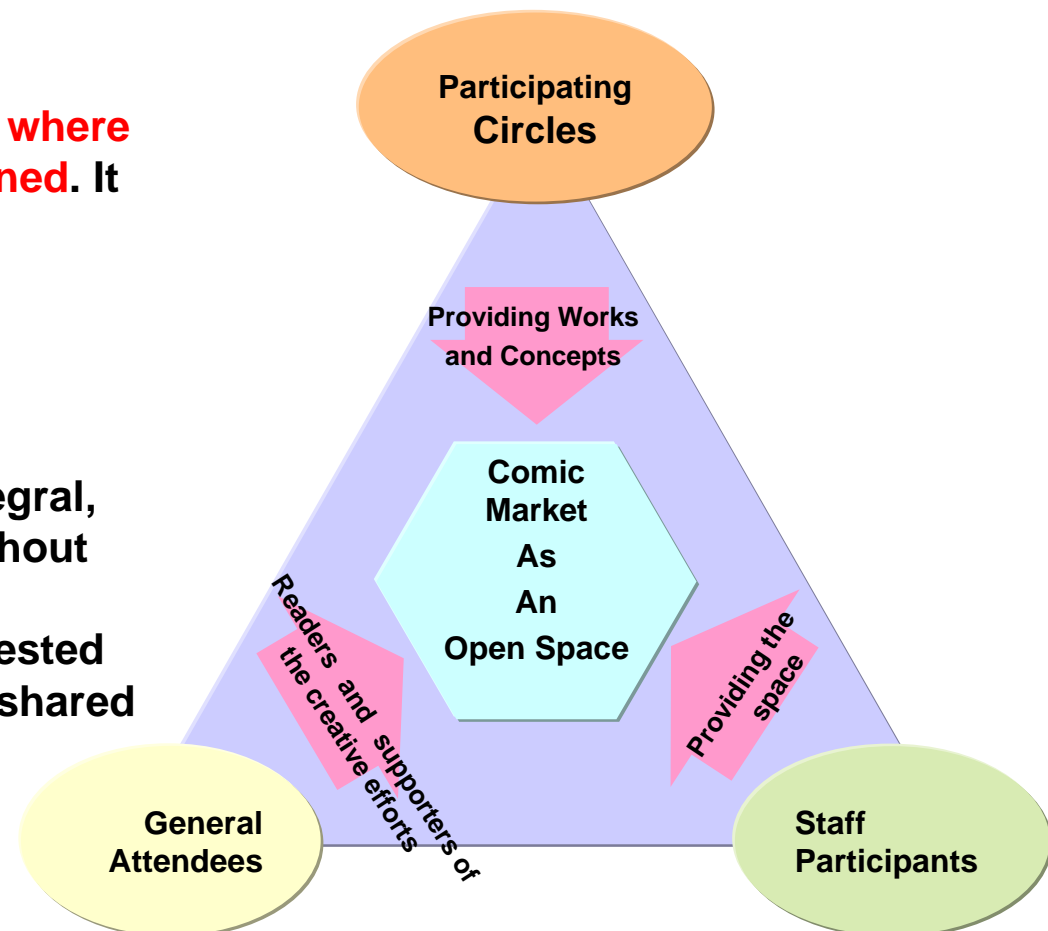 where
ned. It
egral,
hout
ested
shared
Participating
Circles
Providing Works
and Concepts
Comic
Market
As
An
Open Space
Readers and supporters of
the creative efforts
Providing the
space
General
Attendees
Staff
Participants